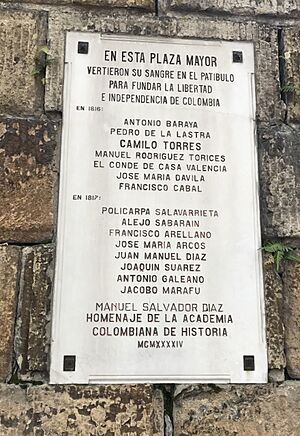 EN ESTA PLAZA MAYOR
VERTIERON SU SANGRE EN EL PATIBULO
PARA FUNDAR LA LIBERTAD
E INDEPENDENCIA DE COLOMBIA
EN 1816:
ANTONIO BARAYA
PEDRO DE LA LASTRA
CAMILO TORRES
MANUEL RODRIGUEZ TORICES
EL CONDE DE CASA VALENCIA
JOSE MARIA DAVILA
FRANCISCO CABAL
EN 1817:
POLICARPA SALAVARRIETA
ALEJO SABARAIN
FRANCISCO ARELLANO
JOSE MARIA ARCOS
JUAN MANUEL DIAZ
JOAQUIN SUAREZ
ANTONIO GALEANO
JACOBO MARAFU
MANUEL SALVADOR DIAZ
HOMENAJE DE LA ACADEMIA
COLOMBIANA DE HISTORIA
MCMXXXXIV